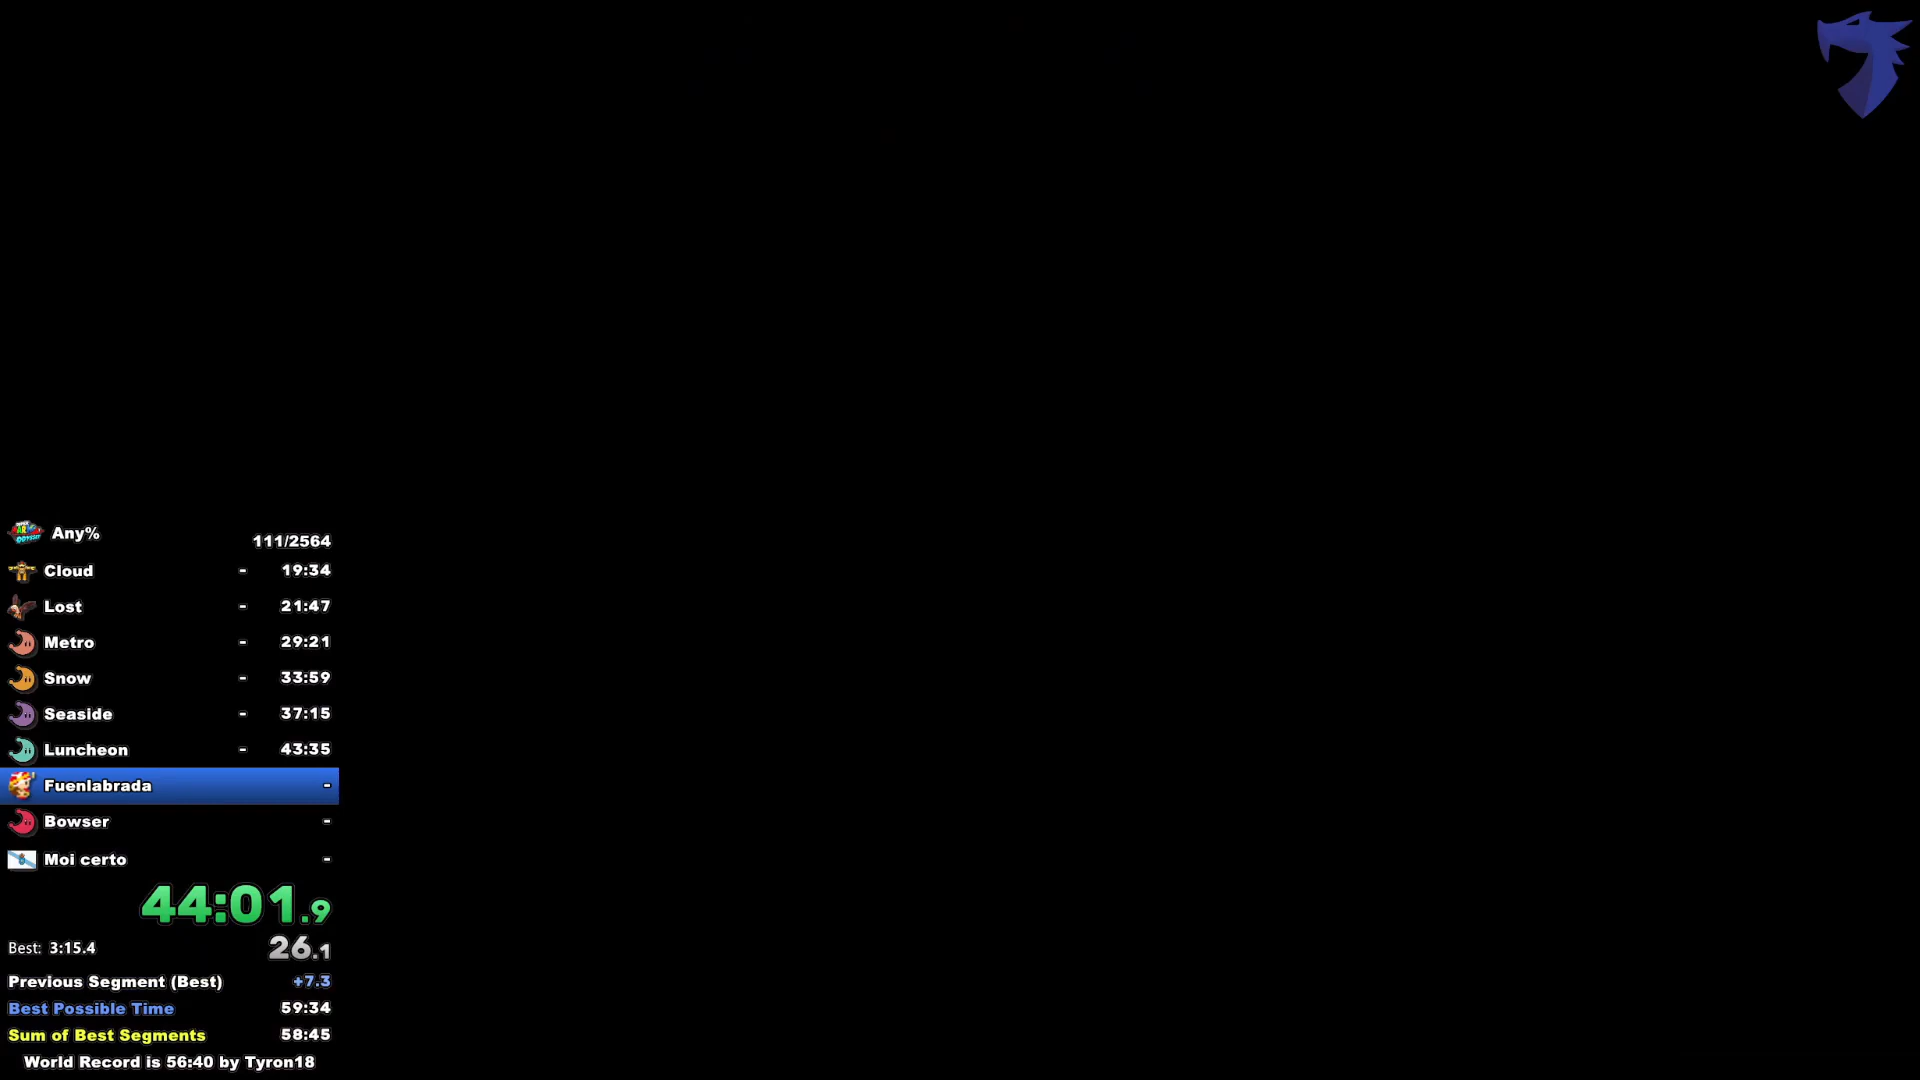 Any%
111/2564
Cloud - 19:34
Lost - 21:47
Metro - 29:21
Snow - 33:59
Seaside - 37:15
Luncheon - 43:35
Fuenlabrada -
Bowser -
Moi certo -
44:01.9
Best: 3:15.4 26.1
Previous Segment (Best) +7.3
Best Possible Time 59:34
Sum of Best Segments 58:45
World Record is 56:40 by Tyron18